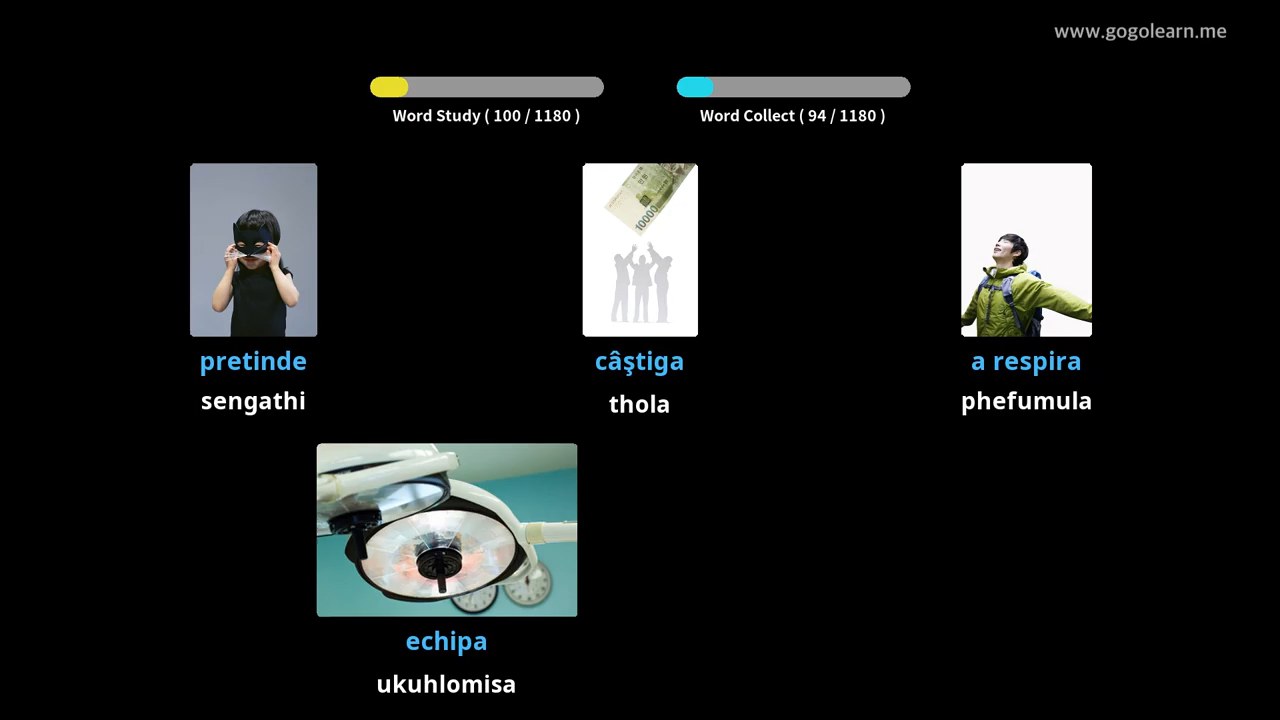 www.gogolearn.me
Word Study ( 100 / 1180 )
Word Collect ( 94 / 1180 )
10000
pretinde
câştiga
a respira
sengathi
thola
phefumula
echipa
ukuhlomisa